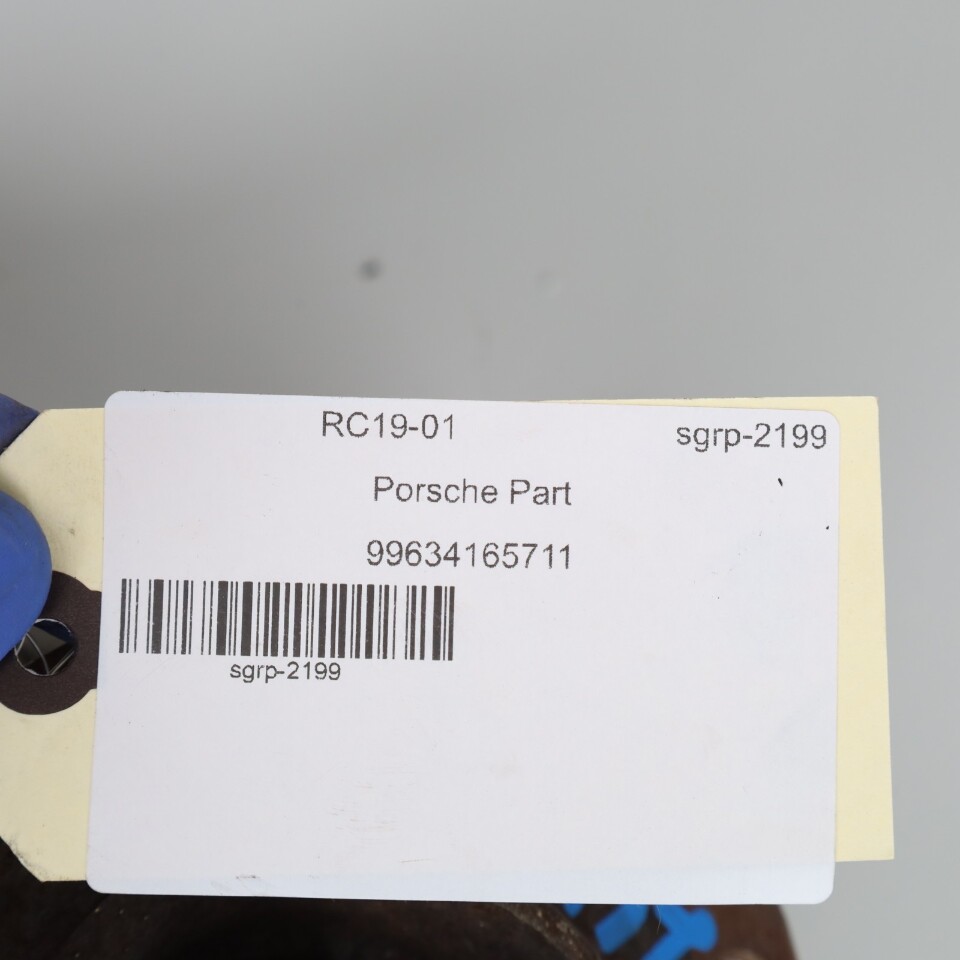 RC19-01 sgrp-2199
Porsche Part
99634165711
sgrp-2199